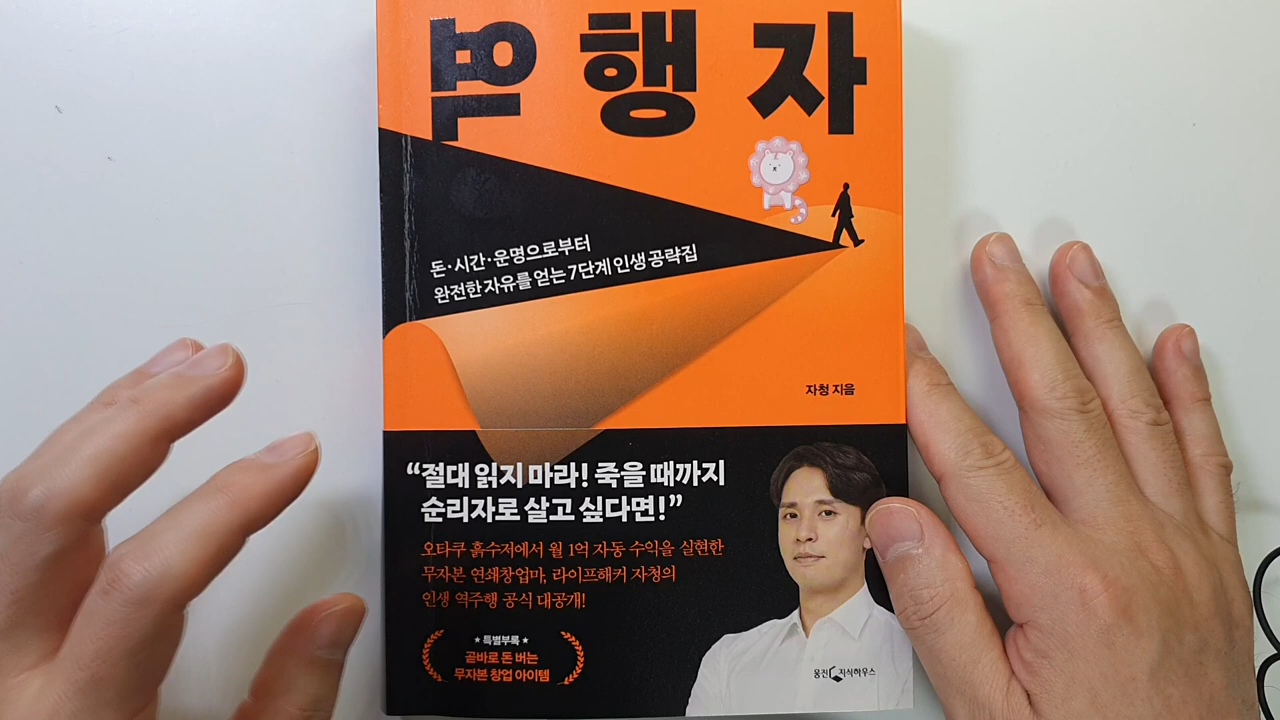 역행자
돈·시간·운명으로부터
완전한 자유를 얻는 7단계 인생 공략집
자청 지음
“절대 읽지 마라! 죽을 때까지
순리자로 살고 싶다면!”
오타쿠 흙수저에서 월 1억 자동 수익을 실현한
무자본 연쇄창업마, 라이프해커 자청의
인생 역주행 공식 대공개!
★특별부록★
곧바로 돈 버는
무자본 창업 아이템
웅진 지식하우스